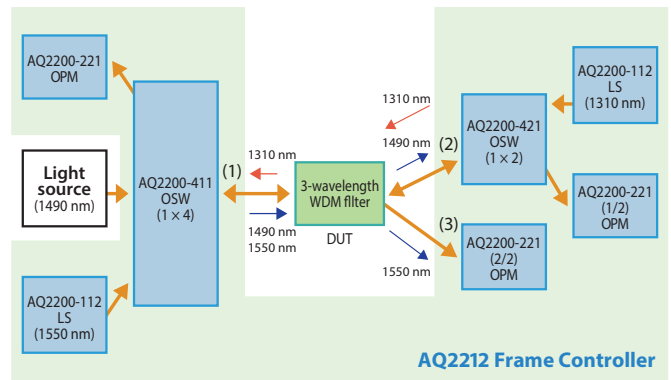 AQ2200-221
OPM
Light
source
(1490 nm)
AQ2200-112
LS
(1550 nm)
AQ2200-411
OSW
(1 × 4)
(1)
1310 nm
1490 nm
1550 nm
3-wavelength
WDM filter
DUT
1310 nm
1490 nm
(2)
(3)
1550 nm
AQ2200-421
OSW
(1 × 2)
AQ2200-221
(2/2)
OPM
AQ2200-112
LS
(1310 nm)
AQ2200-221
(1/2)
OPM
AQ2212 Frame Controller